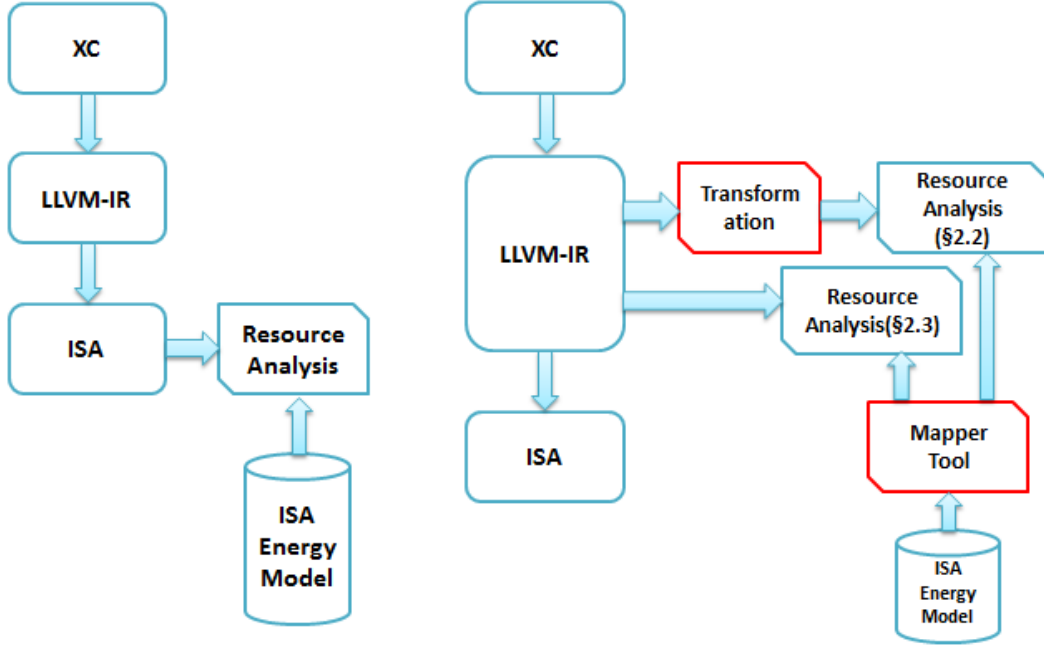 XC
LLVM-IR
ISA
Resource
Analysis
ISA
Energy
Model
XC
LLVM-IR
Transform
ation
Resource
Analysis
(§2.2)
Resource
Analysis(§2.3)
ISA
Mapper
Tool
ISA
Energy
Model